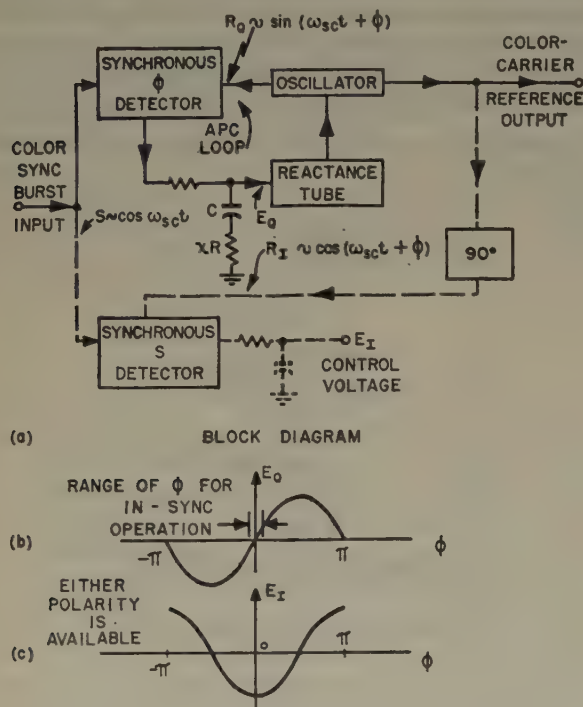 R_Q ~ sin (ω_sc t + ϕ)
SYNCHRONOUS
ϕ
DETECTOR
OSCILLATOR
COLOR-
CARRIER
REFERENCE
OUTPUT
APC
LOOP
COLOR
SYNC
BURST
INPUT
S~cos ω_sc t
REACTANCE
TUBE
C
E_Q
χR
R_I ~ cos (ω_sc t + ϕ)
90°
SYNCHRONOUS
S
DETECTOR
E_I
CONTROL
VOLTAGE
(a) BLOCK DIAGRAM
E_Q
RANGE OF ϕ FOR
IN-SYNC
OPERATION
(b)
-π
π
ϕ
EITHER
POLARITY
IS
AVAILABLE
E_I
(c)
-π
o
π
ϕ